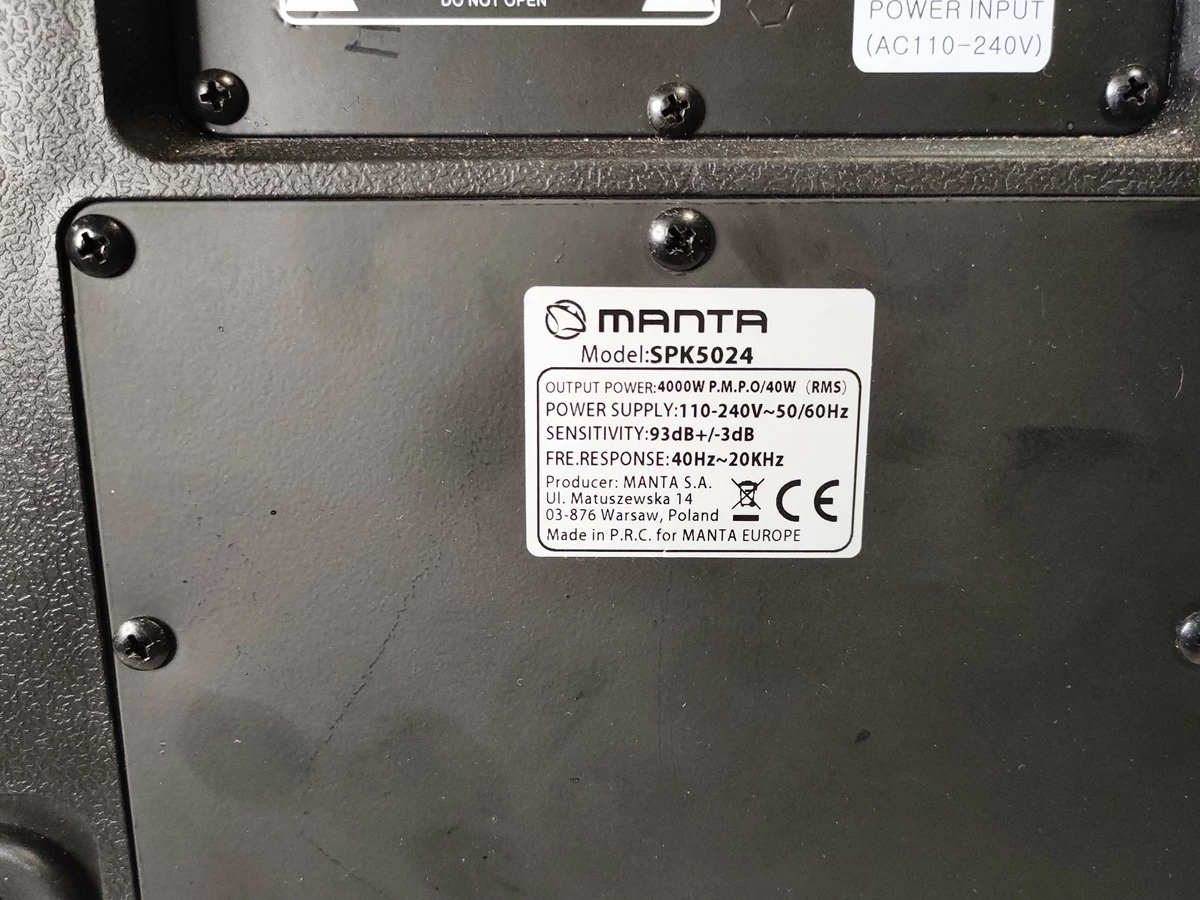 DO NOT OPEN
POWER INPUT
(AC110-240V)
MANTA
Model:SPK5024
OUTPUT POWER:4000W P.M.P.O/40W (RMS)
POWER SUPPLY:110-240V~50/60Hz
SENSITIVITY:93dB+/-3dB
FRE.RESPONSE:40Hz~20KHz
Producer: MANTA S.A.
Ul. Matuszewska 14
03-876 Warsaw, Poland
CE
Made in P.R.C. for MANTA EUROPE